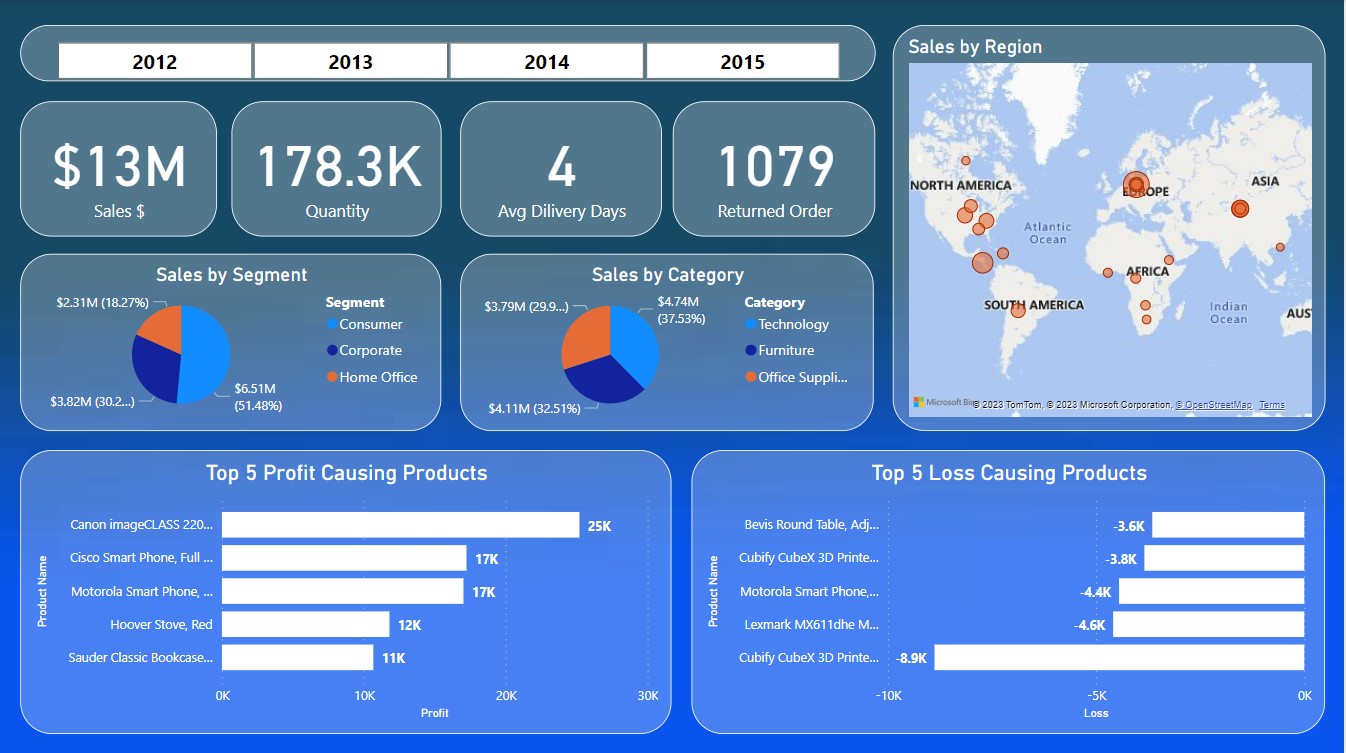 2012
2013
2014
2015
$13M
Sales $
178.3K
Quantity
4
Avg Dilivery Days
1079
Returned Order
Sales by Region
NORTH AMERICA
EUROPE
ASIA
Atlantic
Ocean
AFRICA
SOUTH AMERICA
Indian
Ocean
AUS
Microsoft Bin
© 2023 TomTom, © 2023 Microsoft Corporation, © OpenStreetMap Terms
Sales by Segment
$2.31M (18.27%)
$3.82M (30.2...)
$6.51M
(51.48%)
Segment
Consumer
Corporate
Home Office
Sales by Category
$3.79M (29.9...)
$4.74M
(37.53%)
$4.11M (32.51%)
Category
Technology
Furniture
Office Suppli...
Top 5 Profit Causing Products
Product Name
Canon imageCLASS 220... 25K
Cisco Smart Phone, Full ... 17K
Motorola Smart Phone, ... 17K
Hoover Stove, Red 12K
Sauder Classic Bookcase... 11K
0K 10K 20K 30K
Profit
Top 5 Loss Causing Products
Product Name
Bevis Round Table, Adj... -3.6K
Cubify CubeX 3D Printe... -3.8K
Motorola Smart Phone,... -4.4K
Lexmark MX611dhe M... -4.6K
Cubify CubeX 3D Printe... -8.9K
-10K -5K 0K
Loss